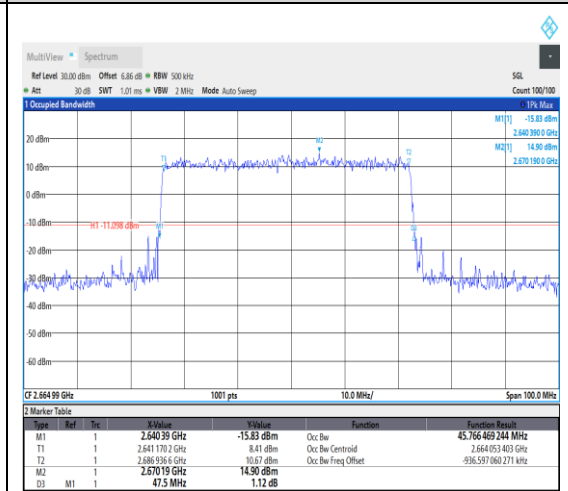 MultiView Spectrum
Ref Level 30.00 dBm Offset 6.86 dB RBW 500 kHz SGL
Att 30 dB SWT 1.01 ms VBW 2 MHz Mode Auto Sweep Count 100/100
1 Occupied Bandwidth 1Pk Max
M1[1] -15.83 dBm
2.640 390 0 GHz
M2[1] 14.90 dBm
2.670 190 0 GHz
M2
T1
T2
20 dBm
10 dBm
0 dBm
-10 dBm
H1 -11.098 dBm
M1
D3
-20 dBm
-30 dBm
-40 dBm
-50 dBm
-60 dBm
CF 2.664 99 GHz 1001 pts 10.0 MHz/ Span 100.0 MHz
2 Marker Table
Type Ref Trc X-Value Y-Value Function Function Result
M1 1 2.640 39 GHz -15.83 dBm Occ Bw 45.766 469 244 MHz
T1 1 2.641 170 2 GHz 8.41 dBm Occ Bw Centroid 2.664 053 403 GHz
T2 1 2.686 936 6 GHz 10.67 dBm Occ Bw Freq Offset -936.597 060 271 kHz
M2 1 2.670 19 GHz 14.90 dBm
D3 M1 1 47.5 MHz 1.12 dB